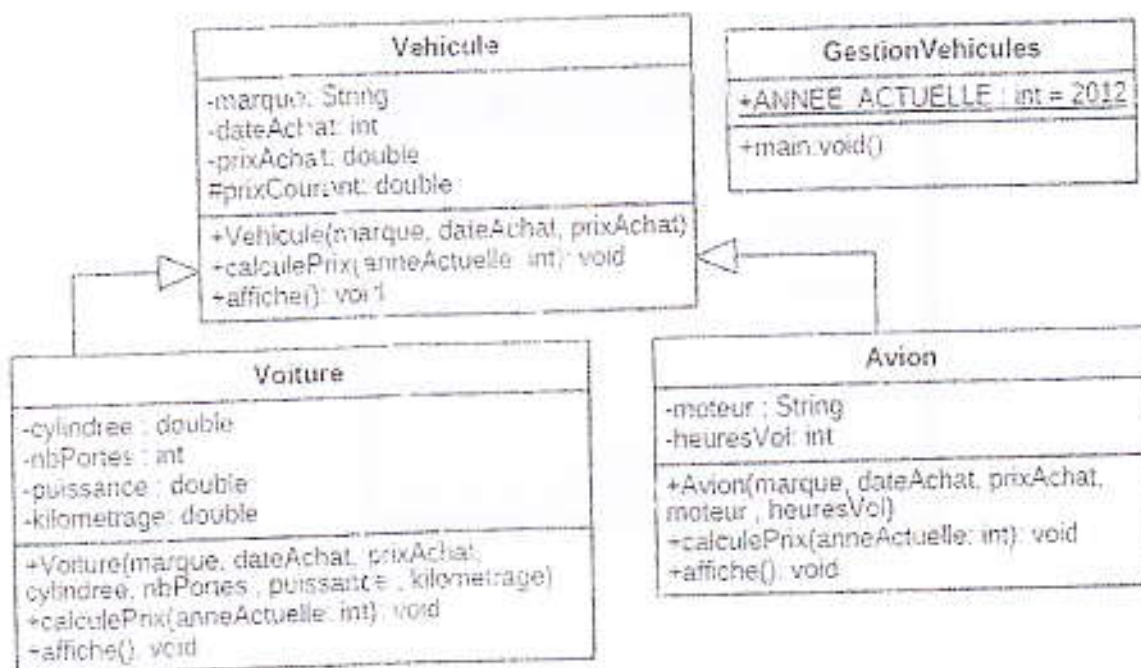 Vehicule
-marque: String
-dateAchat: int
-prixAchat: double
#prixCourant: double
+Vehicule(marque, dateAchat, prixAchat)
+calculePrix(anneActuelle: int): void
+affiche(): void
GestionVehicules
+ANNEE_ACTUELLE : int = 2012
+main:void()
Voiture
-cylindree : double
-nbPortes : int
-puissance : double
-kilometrage: double
+Voiture(marque, dateAchat, prixAchat,
cylindree, nbPortes , puissance , kilometrage)
+calculePrix(anneActuelle: int): void
+affiche(): void
Avion
-moteur : String
-heuresVol: int
+Avion(marque, dateAchat, prixAchat,
moteur , heuresVol)
+calculePrix(anneActuelle: int): void
+affiche(): void